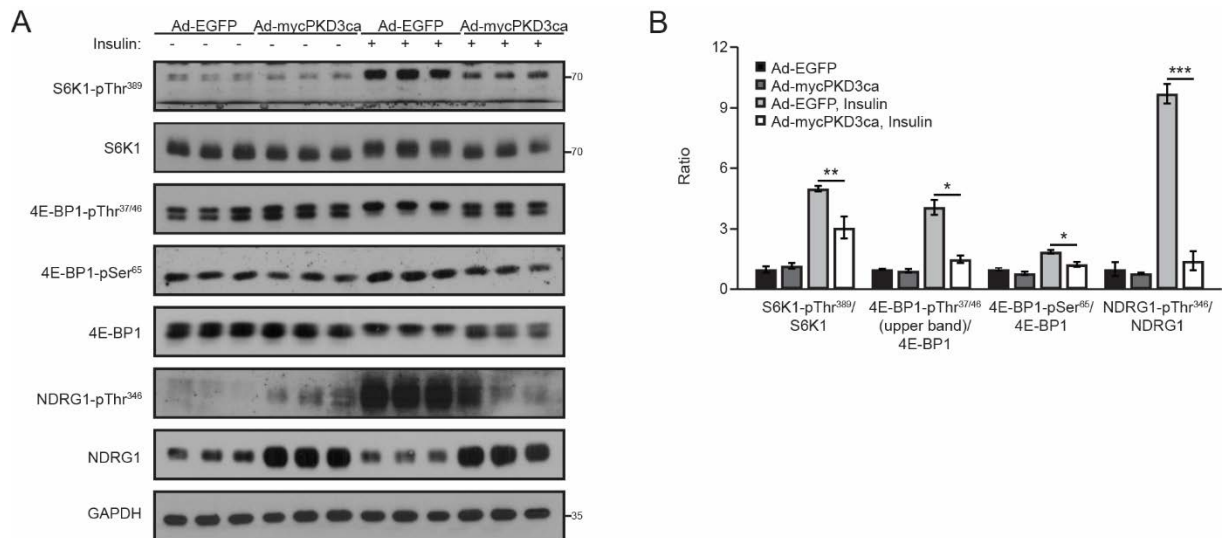 A
Ad-EGFP Ad-mycPKD3ca Ad-EGFP Ad-mycPKD3ca
Insulin: - - - - - - + + + + + +
S6K1-pThr³⁸⁹
70
S6K1
70
4E-BP1-pThr³⁷/⁴⁶
4E-BP1-pSer⁶⁵
4E-BP1
NDRG1-pThr³⁴⁶
NDRG1
GAPDH
35
B
Ad-EGFP
Ad-mycPKD3ca
Ad-EGFP, Insulin
Ad-mycPKD3ca, Insulin
Ratio
12
9
6
3
0
**
*
*
***
S6K1-pThr³⁸⁹/
S6K1
4E-BP1-pThr³⁷/⁴⁶
(upper band)/
4E-BP1
4E-BP1-pSer⁶⁵/
4E-BP1
NDRG1-pThr³⁴⁶/
NDRG1